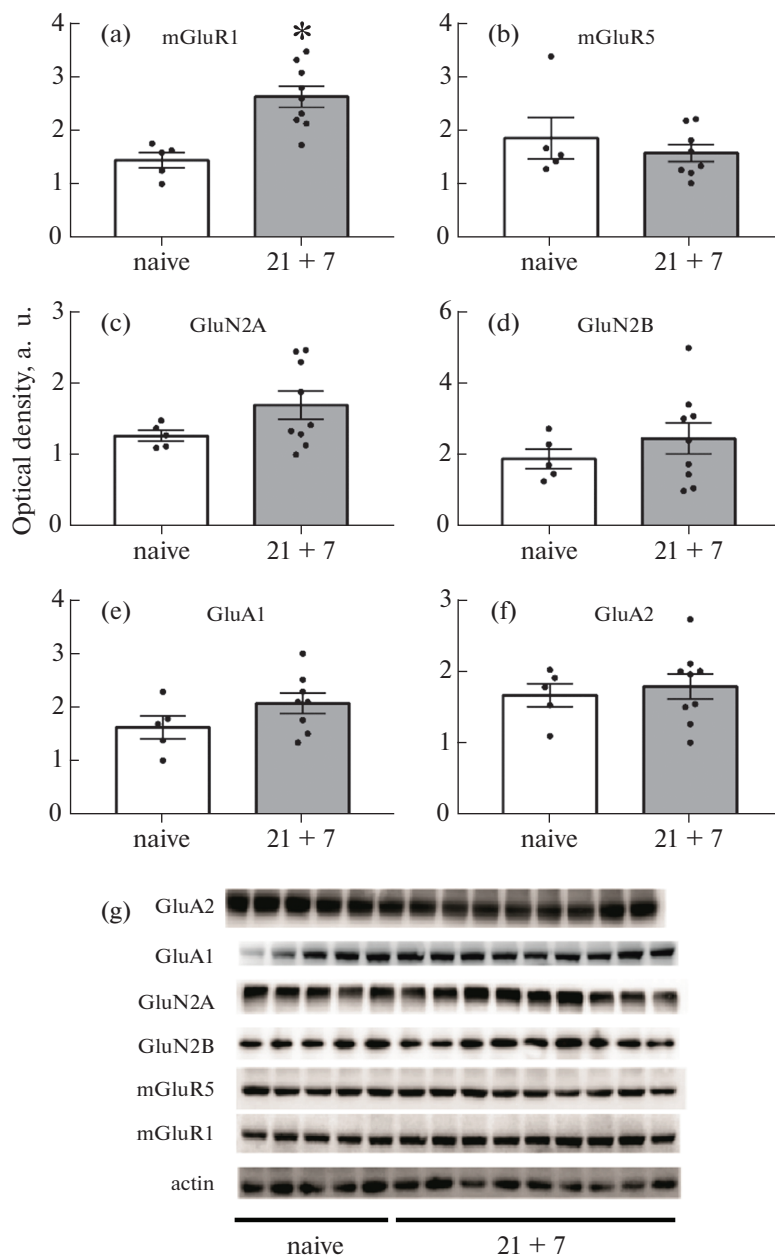 (a) mGluR1
*
4
3
2
1
0
naive 21 + 7
(b) mGluR5
4
3
2
1
0
naive 21 + 7
Optical density, a. u.
(c) GluN2A
3
2
1
0
naive 21 + 7
(d) GluN2B
6
4
2
0
naive 21 + 7
(e) GluA1
4
3
2
1
0
naive 21 + 7
(f) GluA2
3
2
1
0
naive 21 + 7
(g) GluA2
GluA1
GluN2A
GluN2B
mGluR5
mGluR1
actin
naive 21 + 7